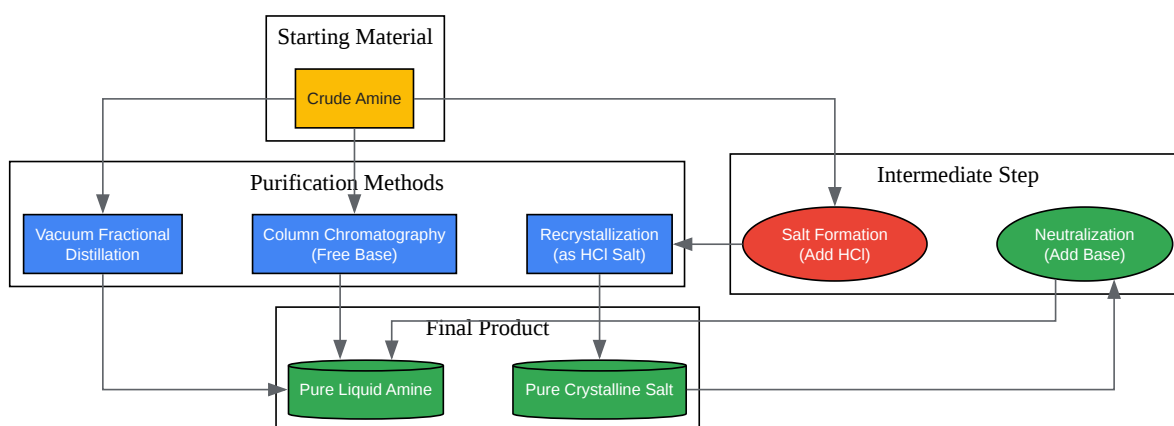 Starting Material
Crude Amine
Purification Methods
Intermediate Step
Vacuum Fractional
Distillation
Column Chromatography
(Free Base)
Recrystallization
(as HCl Salt)
Salt Formation
(Add HCl)
Neutralization
(Add Base)
Final Product
Pure Liquid Amine
Pure Crystalline Salt